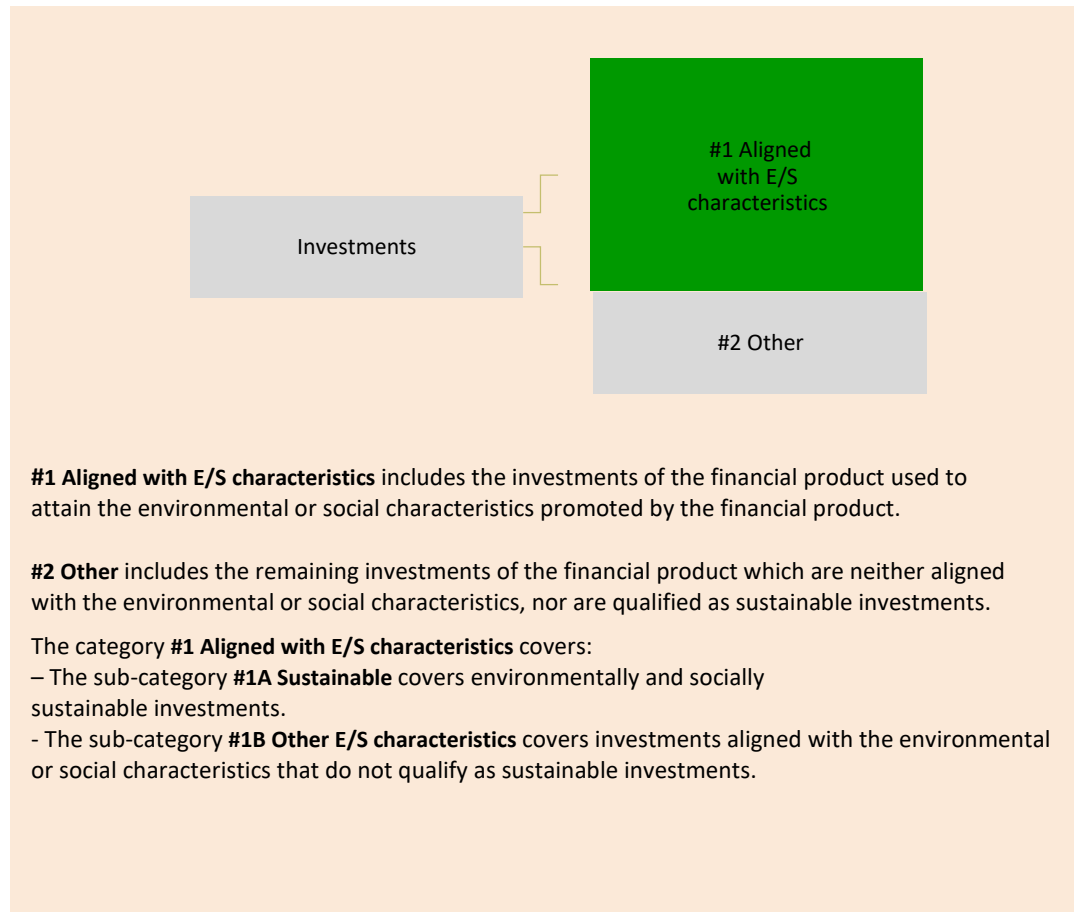 #1 Aligned
with E/S
characteristics
Investments
#2 Other
#1 Aligned with E/S characteristics includes the investments of the financial product used to
attain the environmental or social characteristics promoted by the financial product.
#2 Other includes the remaining investments of the financial product which are neither aligned
with the environmental or social characteristics, nor are qualified as sustainable investments.
The category #1 Aligned with E/S characteristics covers:
– The sub-category #1A Sustainable covers environmentally and socially
sustainable investments.
- The sub-category #1B Other E/S characteristics covers investments aligned with the environmental
or social characteristics that do not qualify as sustainable investments.